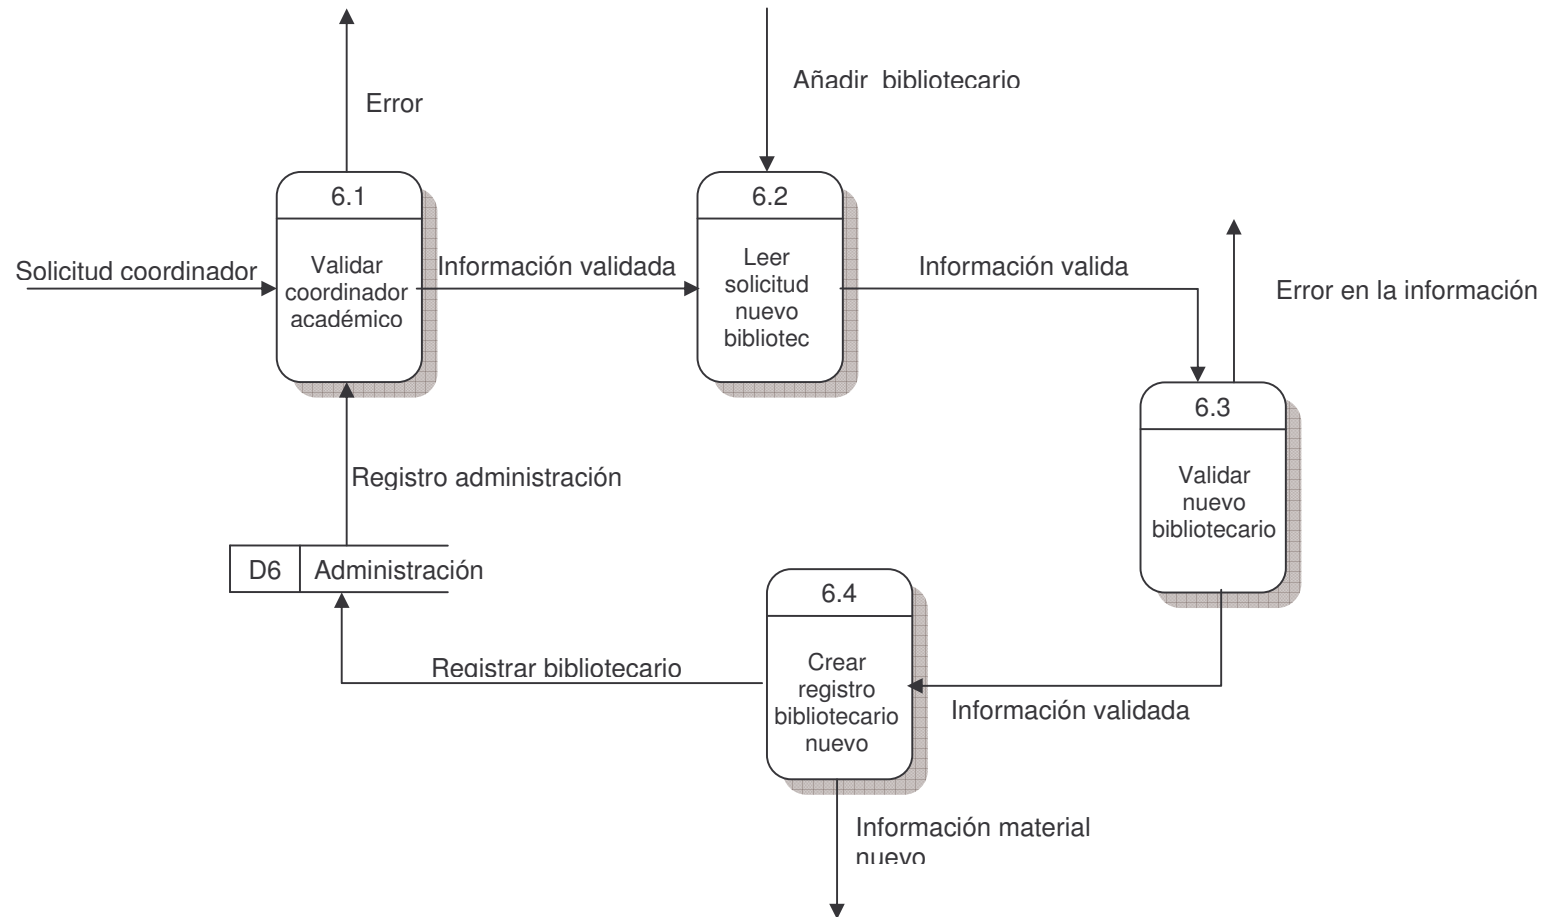 Añadir bibliotecario
Error
6.1
6.2
Solicitud coordinador
Validar
coordinador
académico
Información validada
Leer
solicitud
nuevo
bibliotec
Información valida
Error en la información
6.3
Validar
nuevo
bibliotecario
Registro administración
D6
Administración
6.4
Crear
registro
bibliotecario
nuevo
Registrar bibliotecario
Información validada
Información material
nuevo